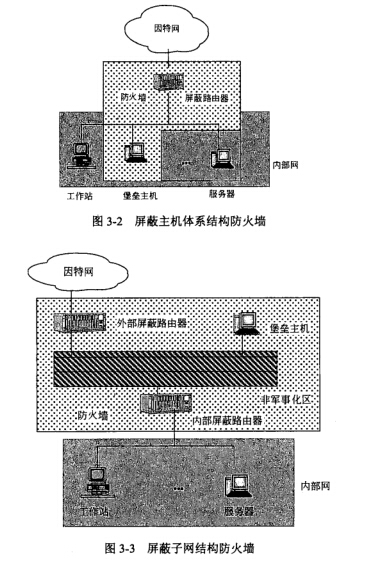 因特网
防火墙
屏蔽路由器
内部网
工作站
堡垒主机
...
服务器
图 3-2 屏蔽主机体系结构防火墙
因特网
外部屏蔽路由器
堡垒主机
非军事化区
防火墙
内部屏蔽路由器
内部网
工作站
...
服务器
图 3-3 屏蔽子网结构防火墙